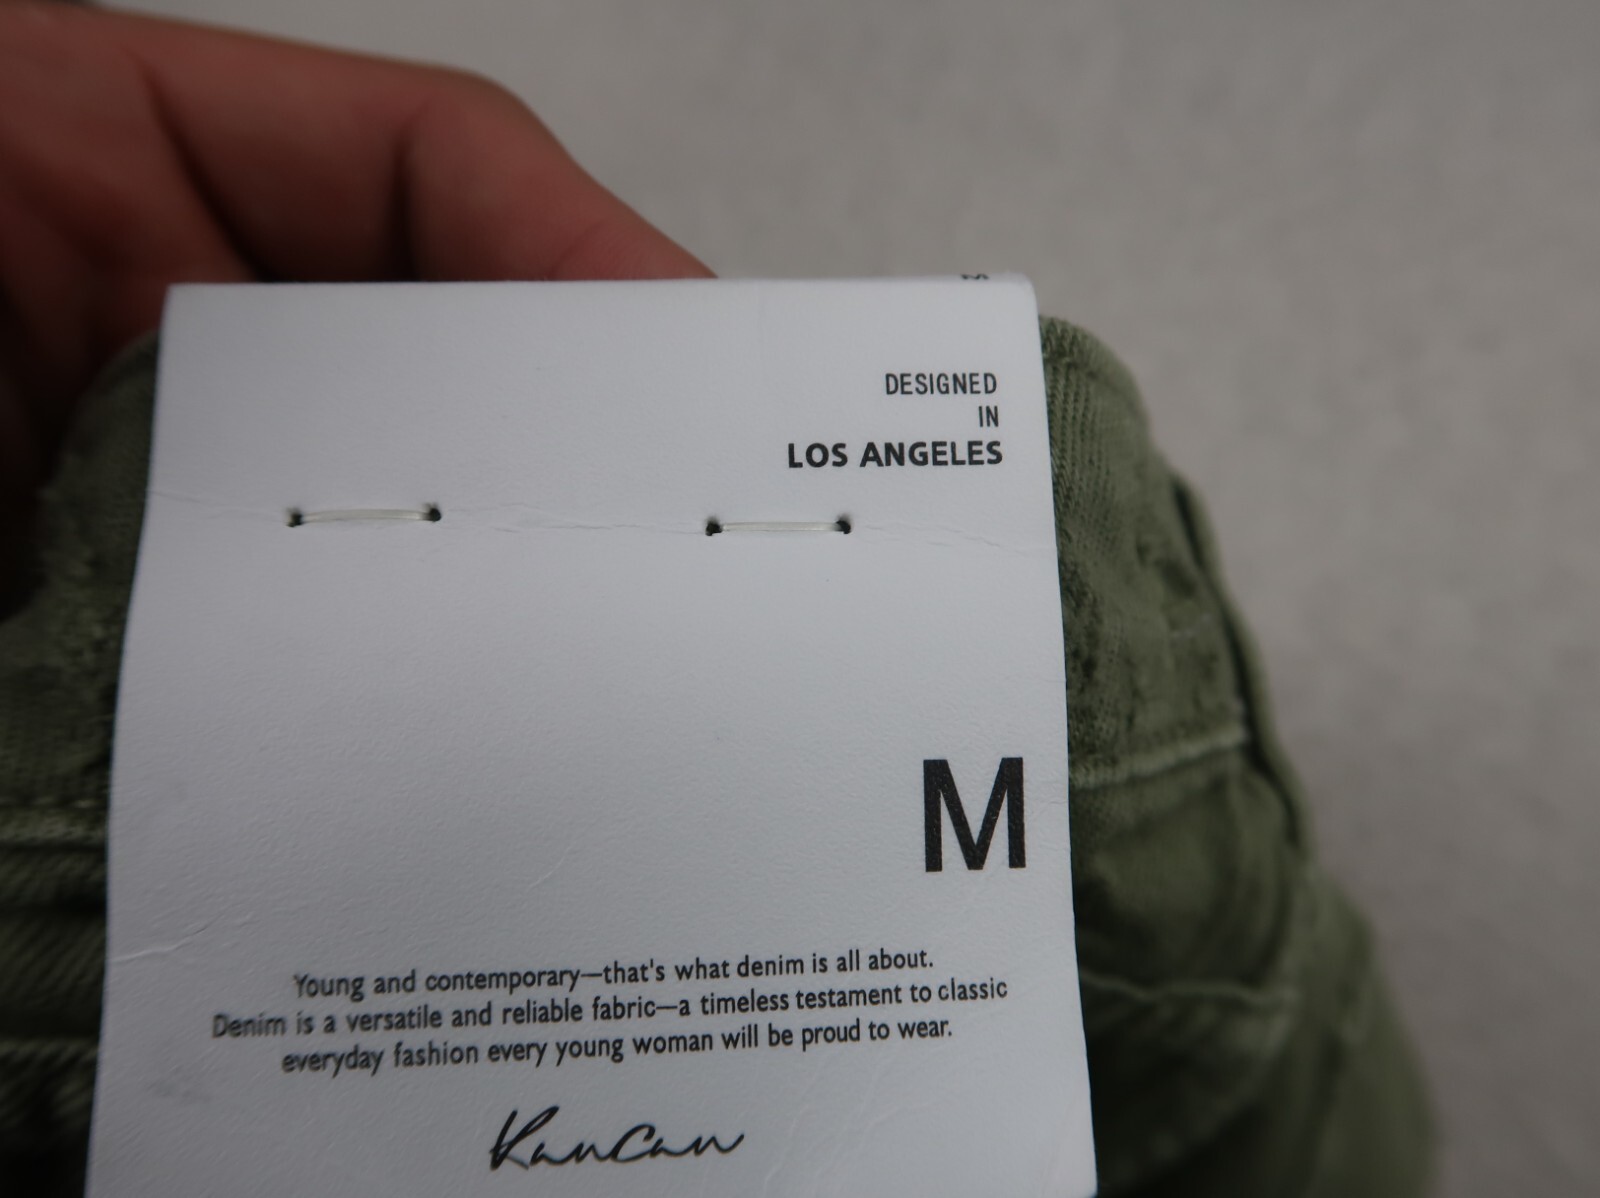 DESIGNED
IN
LOS ANGELES
M
Young and contemporary—that's what denim is all about.
Denim is a versatile and reliable fabric—a timeless testament to classic
everyday fashion every young woman will be proud to wear.
KanCan